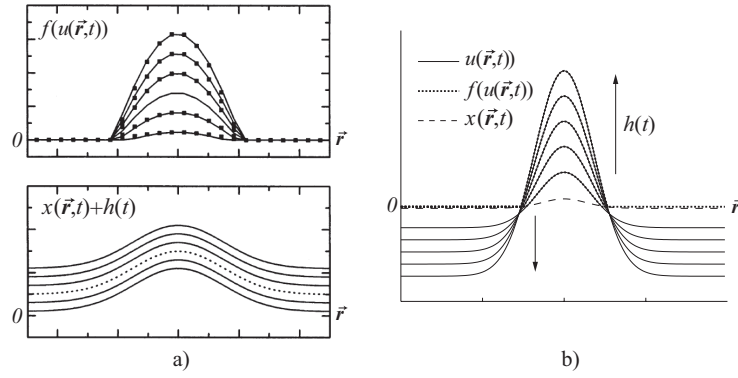 f(u(r⃗,t))
0
r⃗
x(r⃗,t)+h(t)
0
r⃗
a)
u(r⃗,t))
f(u(r⃗,t))
x(r⃗,t)
h(t)
0
r⃗
b)